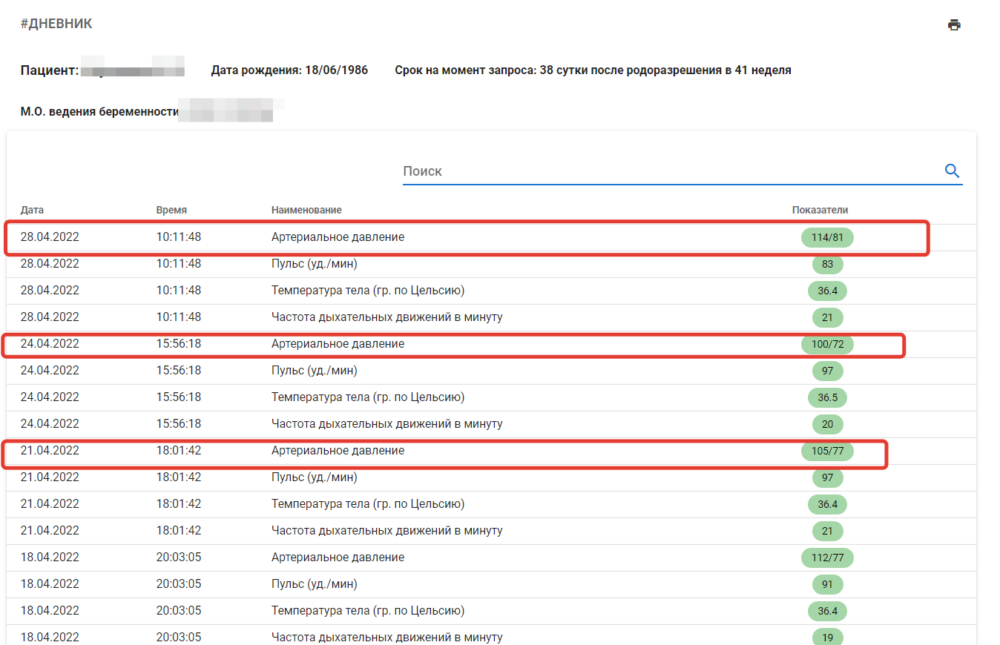 #ДНЕВНИК
Пациент: Дата рождения: 18/06/1986 Срок на момент запроса: 38 сутки после родоразрешения в 41 неделя
М.О. ведения беременности
Поиск
Дата Время Наименование Показатели
28.04.2022 10:11:48 Артериальное давление 114/81
28.04.2022 10:11:48 Пульс (уд./мин) 83
28.04.2022 10:11:48 Температура тела (гр. по Цельсию) 36.4
28.04.2022 10:11:48 Частота дыхательных движений в минуту 21
24.04.2022 15:56:18 Артериальное давление 100/72
24.04.2022 15:56:18 Пульс (уд./мин) 97
24.04.2022 15:56:18 Температура тела (гр. по Цельсию) 36.5
24.04.2022 15:56:18 Частота дыхательных движений в минуту 20
21.04.2022 18:01:42 Артериальное давление 105/77
21.04.2022 18:01:42 Пульс (уд./мин) 97
21.04.2022 18:01:42 Температура тела (гр. по Цельсию) 36.4
21.04.2022 18:01:42 Частота дыхательных движений в минуту 21
18.04.2022 20:03:05 Артериальное давление 112/77
18.04.2022 20:03:05 Пульс (уд./мин) 91
18.04.2022 20:03:05 Температура тела (гр. по Цельсию) 36.4
18.04.2022 20:03:05 Частота дыхательных движений в минуту 19